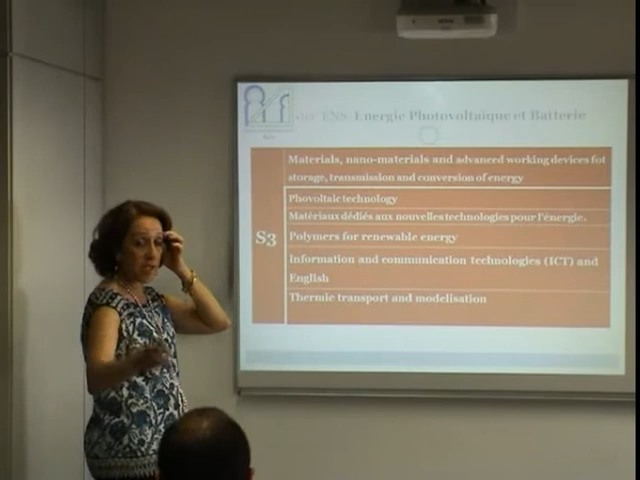 ENS: Energie Photovoltaïque et Batterie
Materials, nano-materials and advanced working devices fot
storage, transmission and conversion of energy
Phovoltaic technology
Matériaux dédiés aux nouvelles technologies pour l'énergie.
S3
Polymers for renewable energy
Information and communication technologies (ICT) and
English
Thermic transport and modelisation